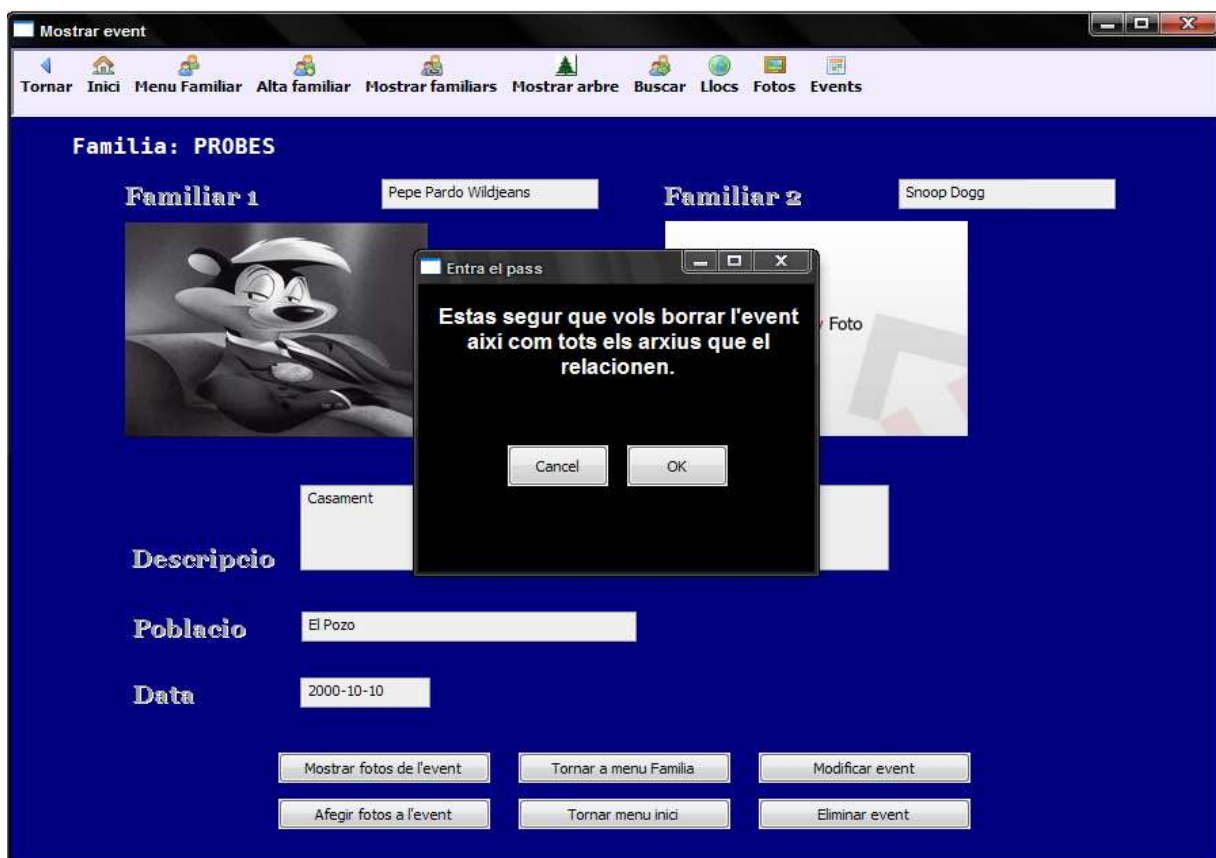 Mostrar event
Tornar Inici Menu Familiar Alta familiar Mostrar familiars Mostrar arbre Buscar Llocs Fotos Events
Familia: PROBES
Familiar 1 Pepe Pardo Wildjeans Familiar 2 Snoop Dogg
Entra el pass
Estas segur que vols borrar l'event
així com tots els arxius que el
relacionen.
Foto
Cancel OK
Casament
Descripcio
Poblacio El Pozo
Data 2000-10-10
Mostrar fotos de l'event Tornar a menu Familia Modificar event
Afegir fotos a l'event Tornar menu inici Eliminar event